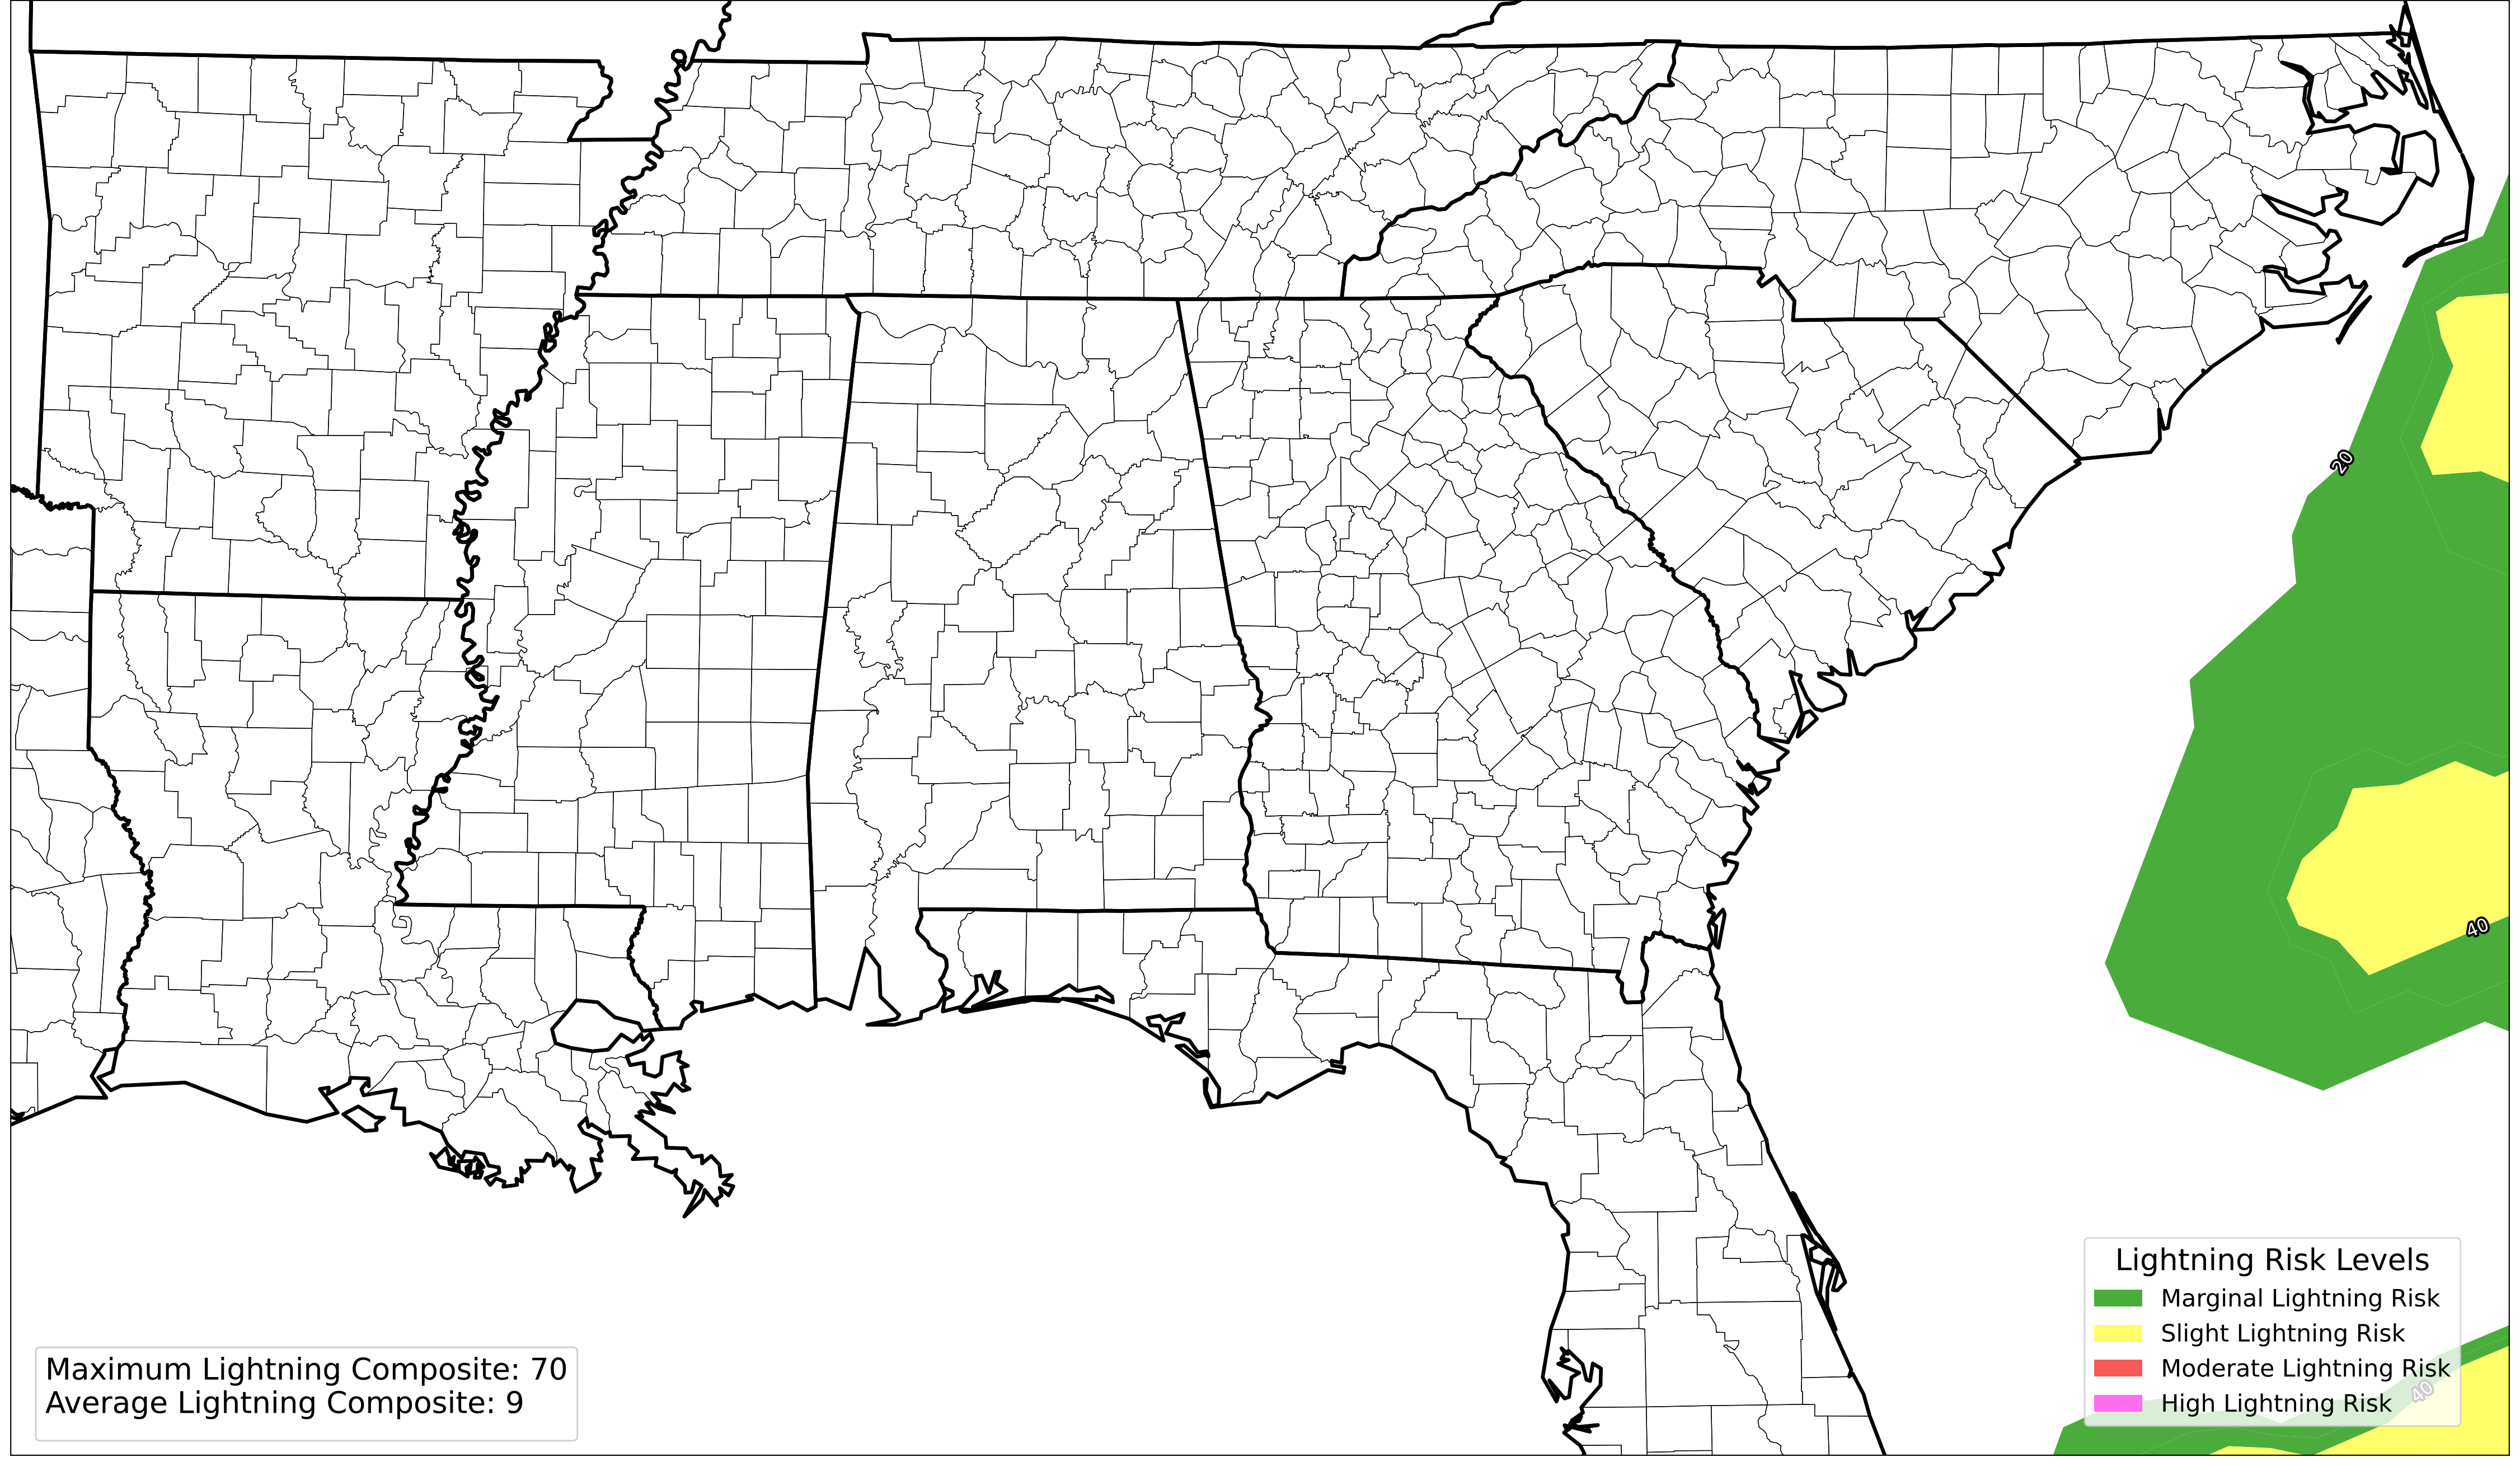 20
40
Lightning Risk Levels
Marginal Lightning Risk
Slight Lightning Risk
Moderate Lightning Risk
40
High Lightning Risk
Maximum Lightning Composite: 70
Average Lightning Composite: 9